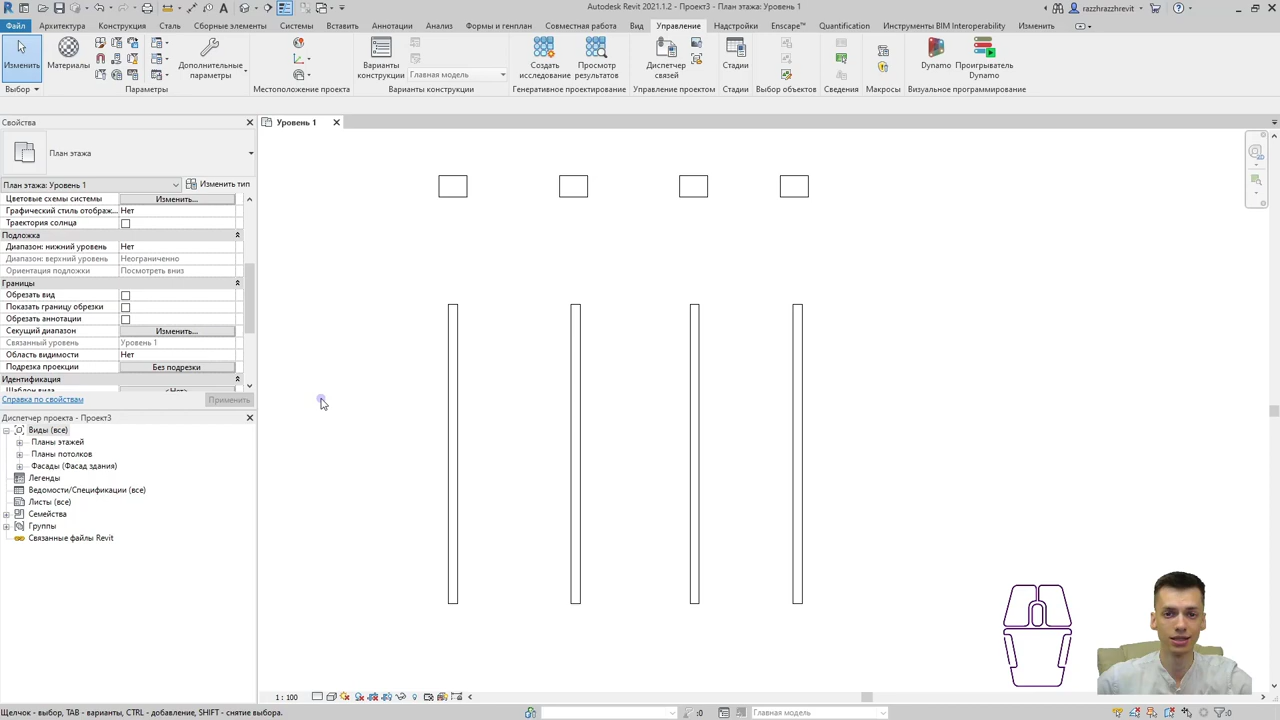 Autodesk Revit 2021.1.2 - Проект3 - План этажа: Уровень 1
razzhrazzhrevit
Файл Архитектура Конструкция Сталь Сборные элементы Системы Вставить Аннотации Анализ Формы и генплан Совместная работа Вид Управление Надстройки Enscape™ Quantification Инструменты BIM Interoperability Изменить
Изменить
Материалы
Дополнительные
параметры
Варианты
конструкции
Главная модель
Создать
исследование
Просмотр
результатов
Диспетчер
связей
Стадии
Dynamo
Проигрыватель
Dynamo
Выбор Параметры Местоположение проекта Варианты конструкции Генеративное проектирование Управление проектом Стадии Выбор объектов Сведения Макросы Визуальное программирование
Свойства
Уровень 1
План этажа
План этажа: Уровень 1
Изменить тип
Цветовые схемы системы Изменить...
Графический стиль отображ... Нет
Траектория солнца
Подложка
Диапазон: нижний уровень Нет
Диапазон: верхний уровень Неограниченно
Ориентация подложки Посмотреть вниз
Границы
Обрезать вид
Показать границу обрезки
Обрезать аннотации
Секущий диапазон Изменить...
Связанный уровень Уровень 1
Область видимости Нет
Подрезка проекции Без подрезки
Идентификация
Шаблон вида <Нет>
Справка по свойствам Применить
Диспетчер проекта - Проект3
Виды (все)
Планы этажей
Планы потолков
Фасады (Фасад здания)
Легенды
Ведомости/Спецификации (все)
Листы (все)
Семейства
Группы
Связанные файлы Revit
1 : 100
Щелчок - выбор, TAB - варианты, CTRL - добавление, SHIFT - снятие выбора.
:0
Главная модель
:0